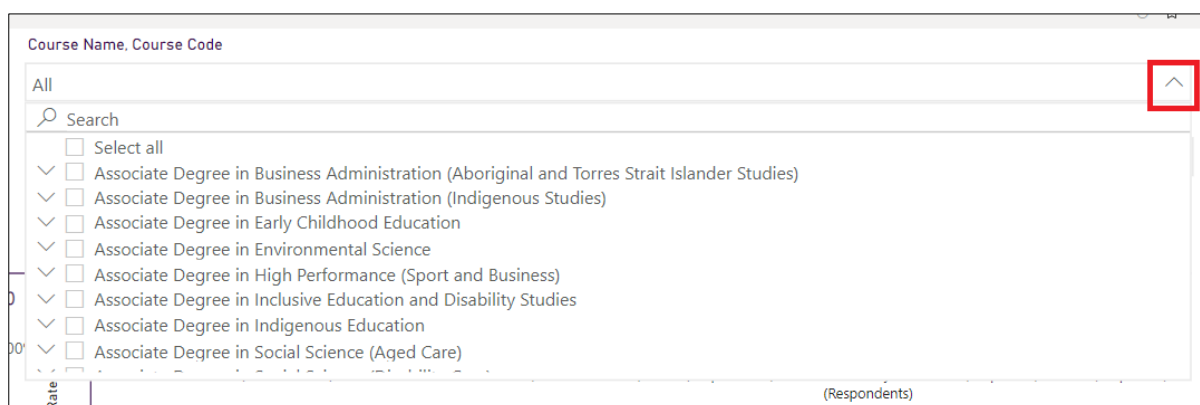 Course Name, Course Code
All
Search
Select all
Associate Degree in Business Administration (Aboriginal and Torres Strait Islander Studies)
Associate Degree in Business Administration (Indigenous Studies)
Associate Degree in Early Childhood Education
Associate Degree in Environmental Science
Associate Degree in High Performance (Sport and Business)
Associate Degree in Inclusive Education and Disability Studies
Associate Degree in Indigenous Education
Associate Degree in Social Science (Aged Care)
Rate
(Respondents)